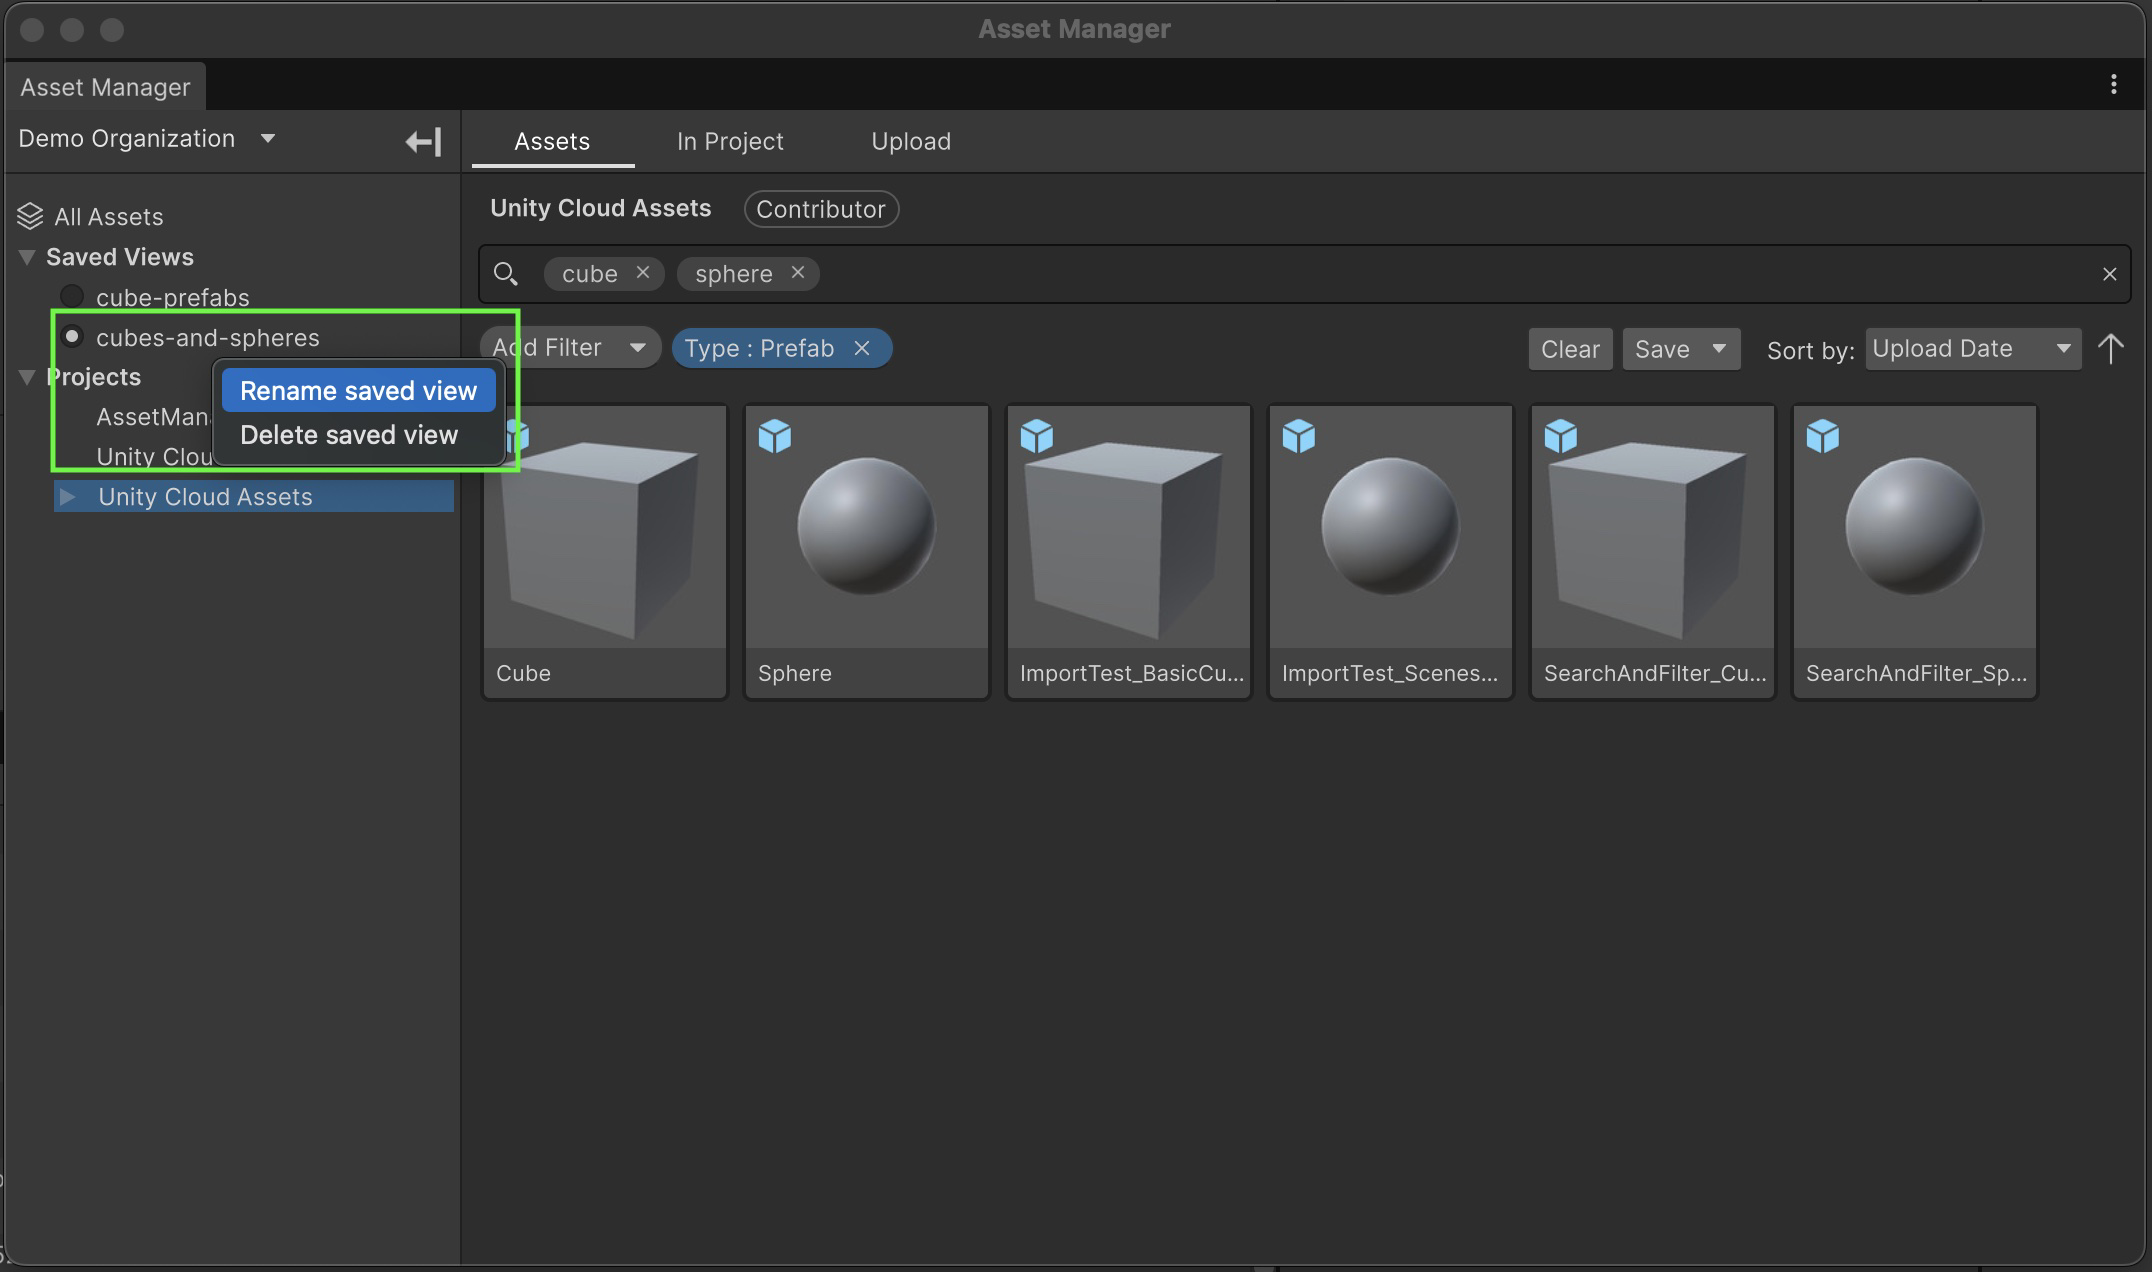 Asset Manager
Asset Manager
Demo Organization
Assets
In Project
Upload
All Assets
Saved Views
cube-prefabs
cubes-and-spheres
Projects
AssetMan
Unity Clou
Unity Cloud Assets
Rename saved view
Delete saved view
Unity Cloud Assets
Contributor
cube
sphere
Add Filter
Type : Prefab
Clear
Save
Sort by:
Upload Date
Cube
Sphere
ImportTest_BasicCu...
ImportTest_Scenes...
SearchAndFilter_Cu...
SearchAndFilter_Sp...